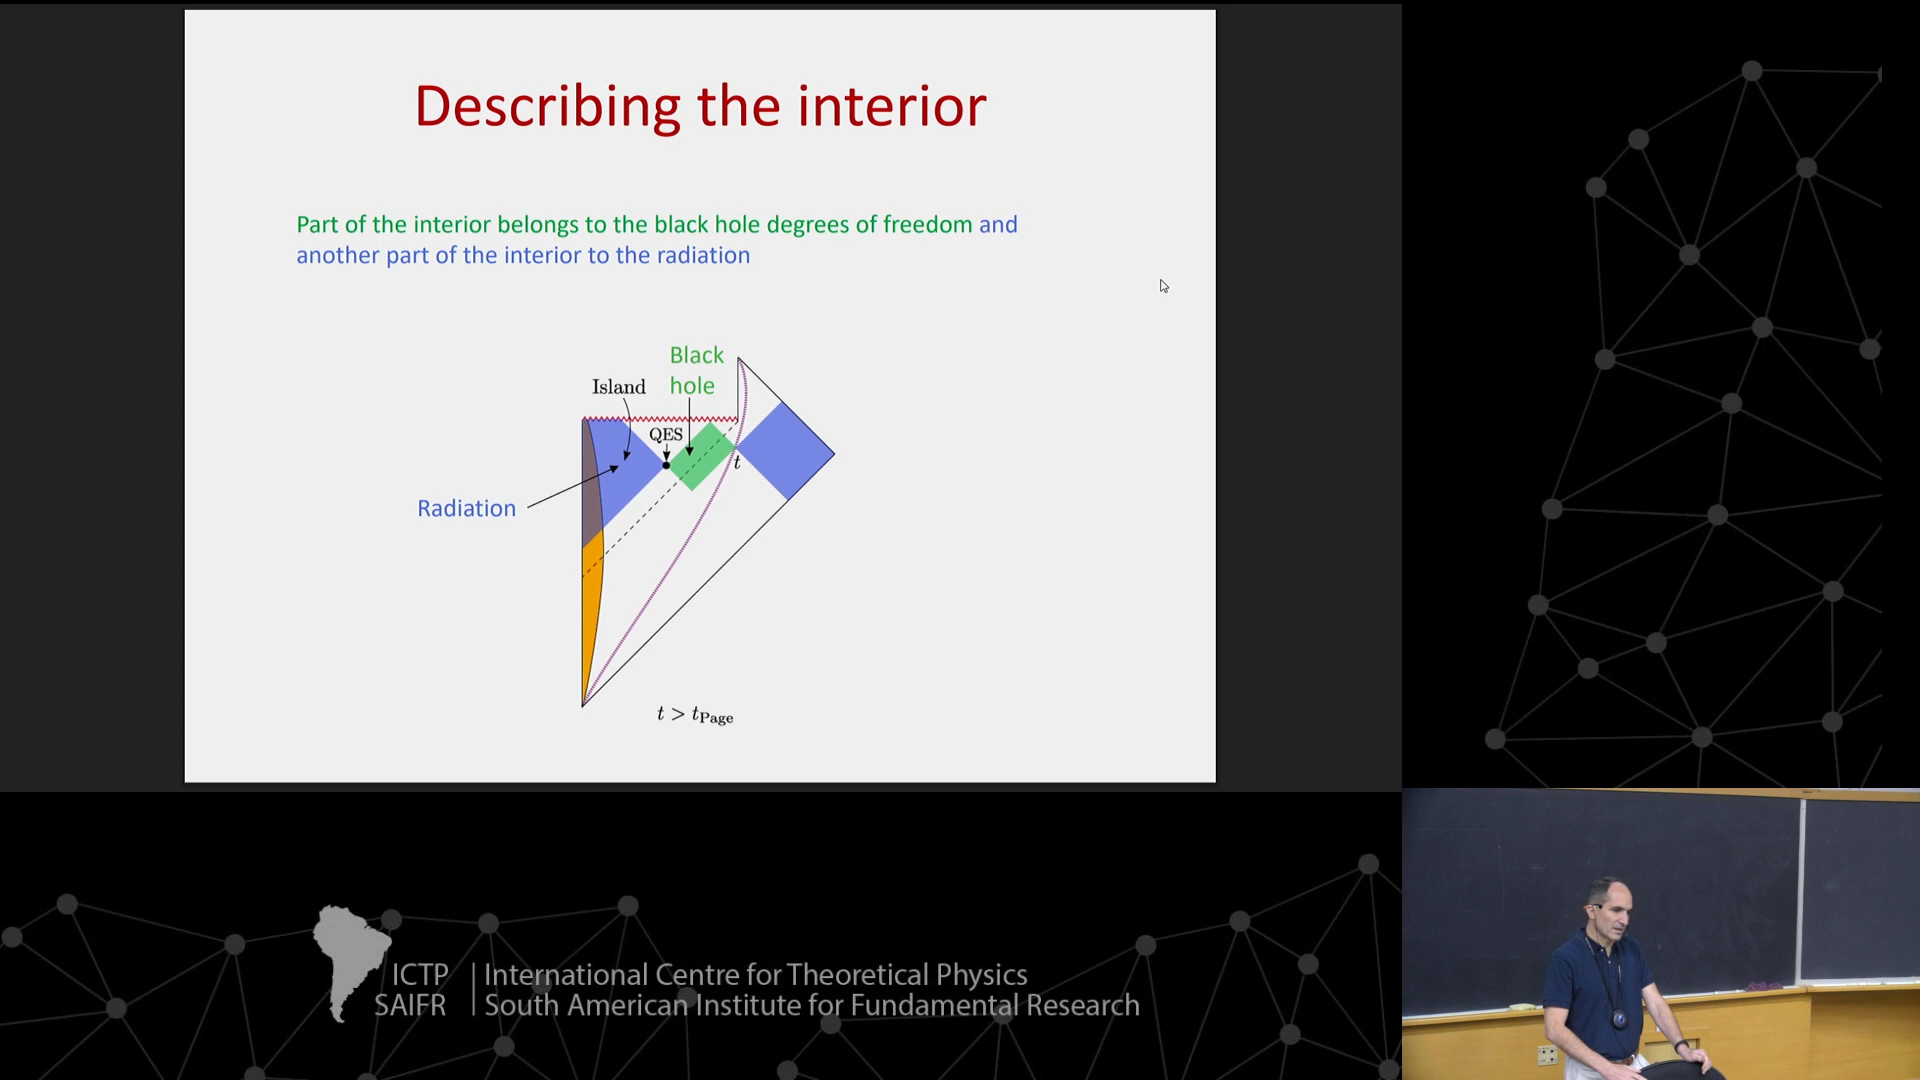 Describing the interior
Part of the interior belongs to the black hole degrees of freedom and
another part of the interior to the radiation
Black
hole
Island
QES
t
Radiation
t > tPage
ICTP
SAIFR
International Centre for Theoretical Physics
South American Institute for Fundamental Research